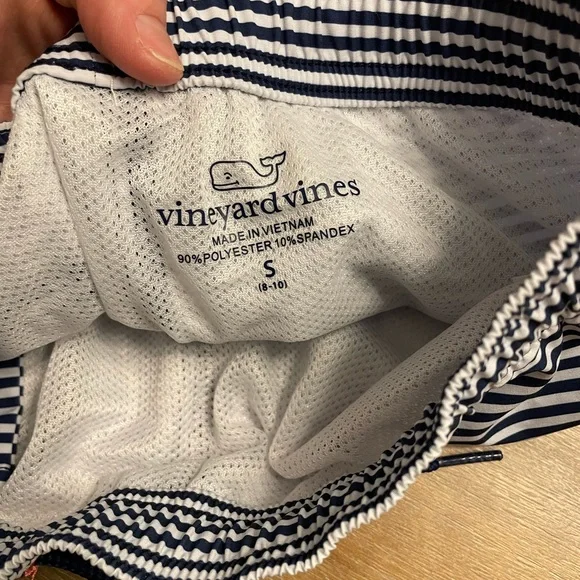 vineyard vines
MADE IN VIETNAM
90%POLYESTER 10%SPANDEX
S
(8-10)